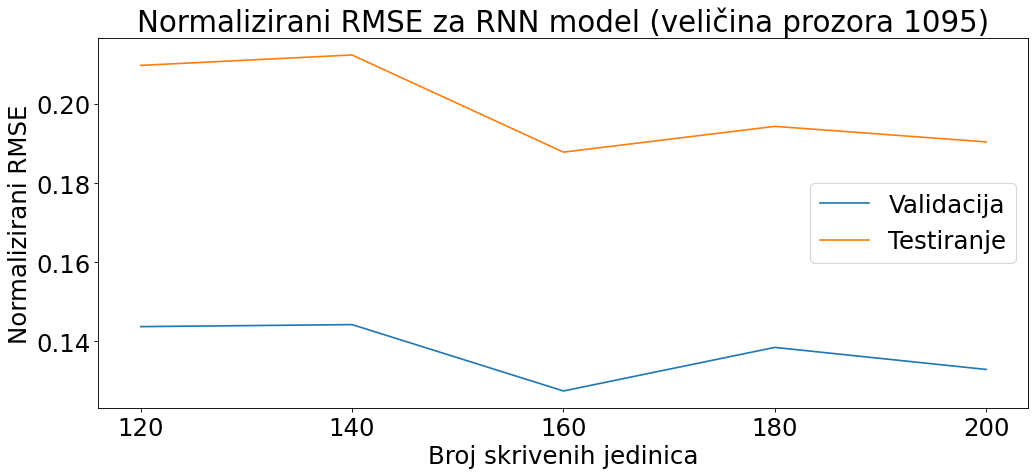 Normalizirani RMSE za RNN model (veličina prozora 1095)
Normalizirani RMSE
0.20
0.18
0.16
0.14
Validacija
Testiranje
120 140 160 180 200
Broj skrivenih jedinica